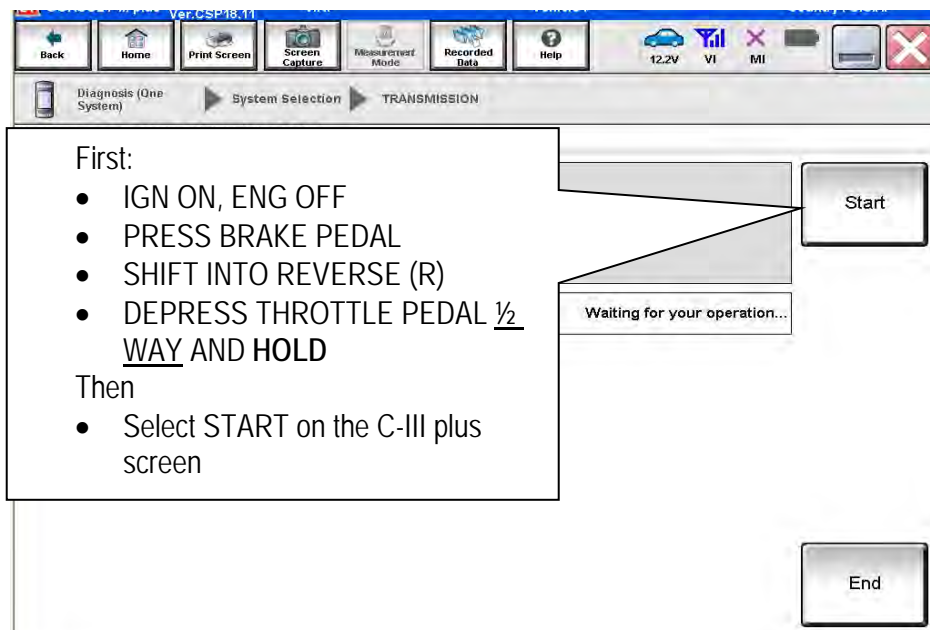 Ver.CSP18.11
Back
Home
Print Screen
Screen
Capture
Measurement
Mode
Recorded
Data
Help
12.2V
VI
MI
Diagnosis (One
System)
System Selection
TRANSMISSION
First:
• IGN ON, ENG OFF
• PRESS BRAKE PEDAL
• SHIFT INTO REVERSE (R)
• DEPRESS THROTTLE PEDAL ½
WAY AND HOLD
Then
• Select START on the C-III plus
screen
Start
Waiting for your operation...
End